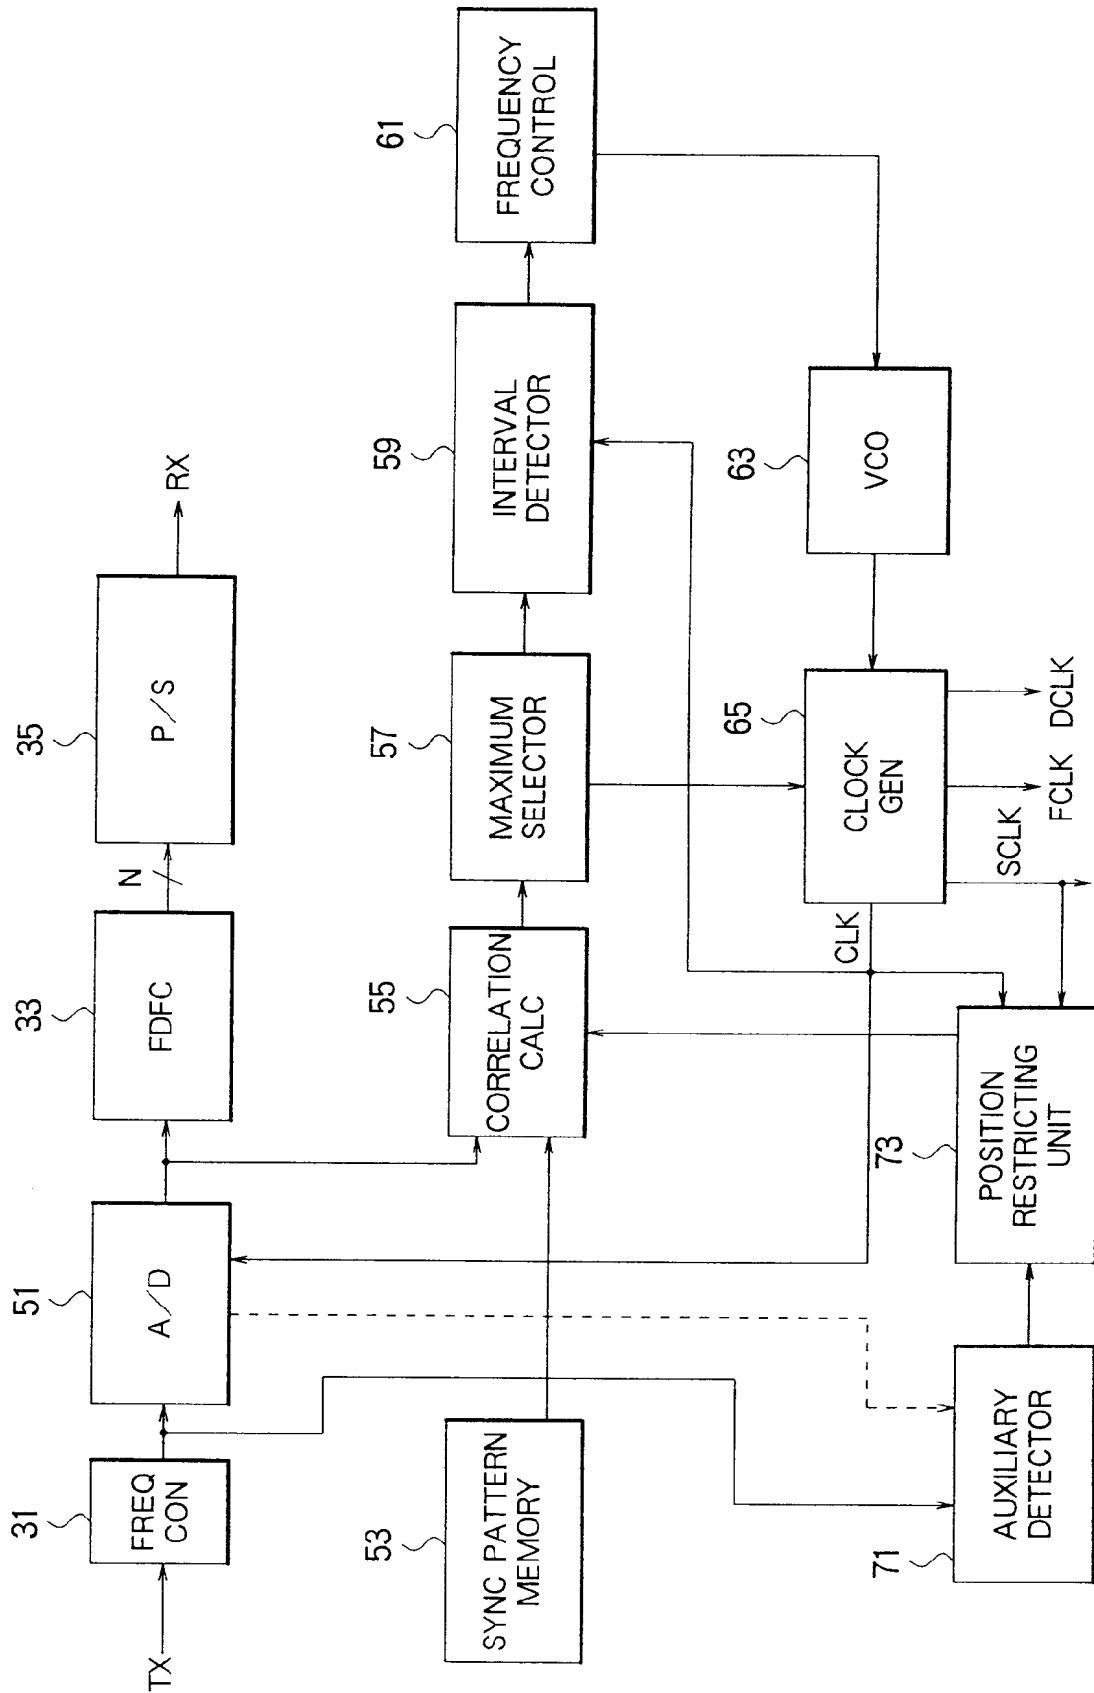 TX
31
FREQ
CON
51
A/D
33
FDFC
N
35
P/S
RX
53
SYNC PATTERN
MEMORY
55
CORRELATION
CALC
57
MAXIMUM
SELECTOR
59
INTERVAL
DETECTOR
61
FREQUENCY
CONTROL
71
AUXILIARY
DETECTOR
73
POSITION
RESTRICTING
UNIT
CLK
65
CLOCK
GEN
SCLK
FCLK
DCLK
63
VCO